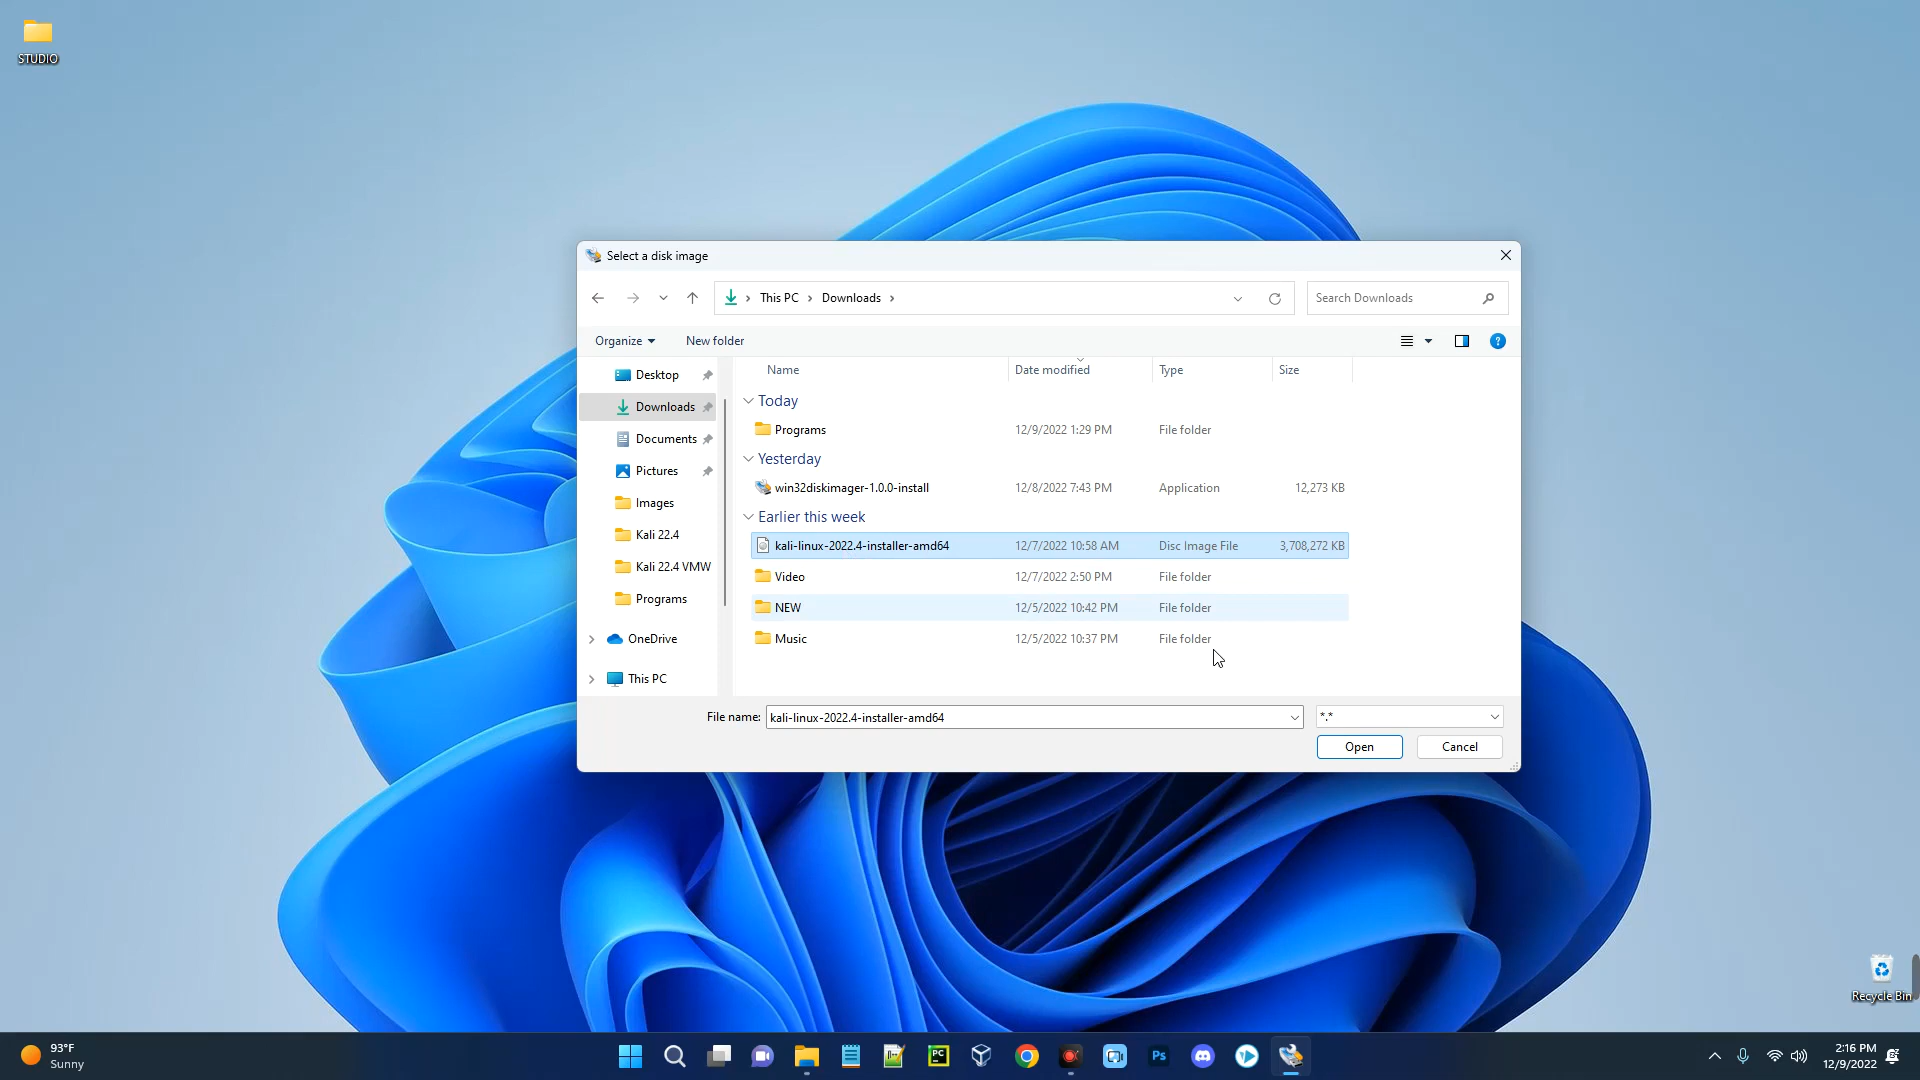 STUDIO
Select a disk image
This PC
Downloads
Search Downloads
Organize
New folder
?
Desktop
Downloads
Documents
Pictures
Images
Kali 22.4
Kali 22.4 VMW
Programs
OneDrive
This PC
Name Date modified Type Size
Today
Programs 12/9/2022 1:29 PM File folder
Yesterday
win32diskimager-1.0.0-install 12/8/2022 7:43 PM Application 12,273 KB
Earlier this week
kali-linux-2022.4-installer-amd64 12/7/2022 10:58 AM Disc Image File 3,708,272 KB
Video 12/7/2022 2:50 PM File folder
NEW 12/5/2022 10:42 PM File folder
Music 12/5/2022 10:37 PM File folder
File name: kali-linux-2022.4-installer-amd64 *.*
Open Cancel
Recycle Bin
93°F
Sunny
PC
Ps
2:16 PM
12/9/2022